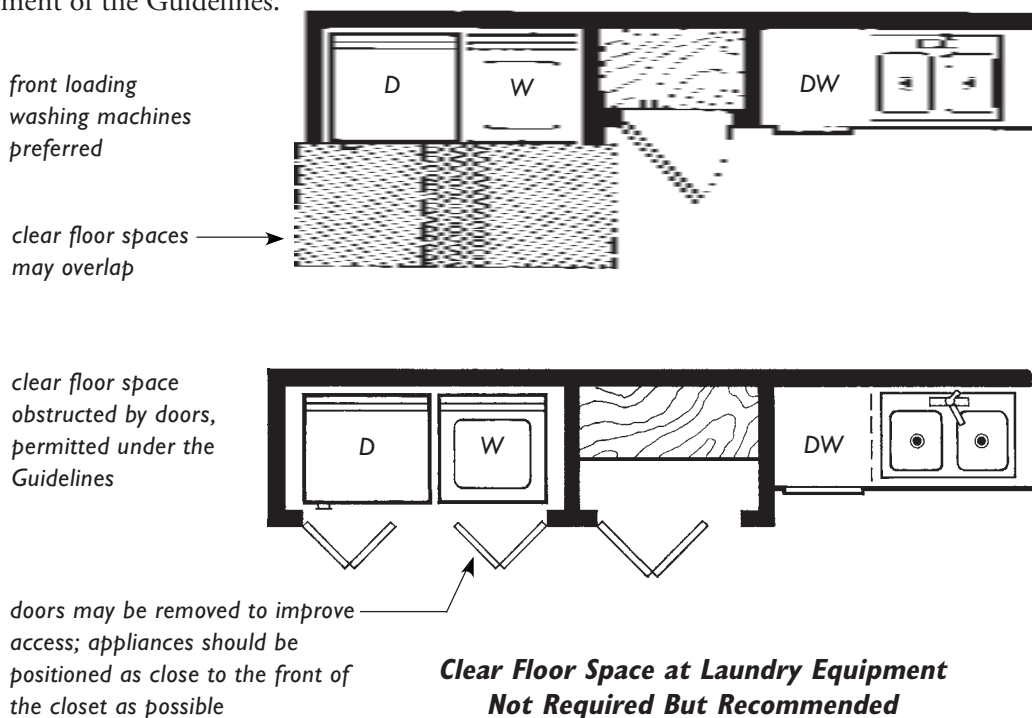 ment of the Guidelines.
front loading
washing machines
preferred
D
W
DW
clear floor spaces
may overlap
clear floor space
obstructed by doors,
permitted under the
Guidelines
D
W
DW
doors may be removed to improve
access; appliances should be
positioned as close to the front of
the closet as possible
Clear Floor Space at Laundry Equipment
Not Required But Recommended